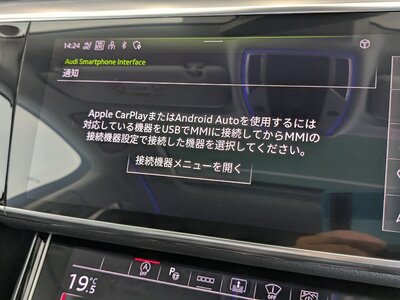 14:24
Audi Smartphone Interface
通知
Apple CarPlayまたはAndroid Autoを使用するには
対応している機器をUSBでMMIに接続してからMMIの
接続機器設定で接続した機器を選択してください。
接続機器メニューを開く
19,5 °C